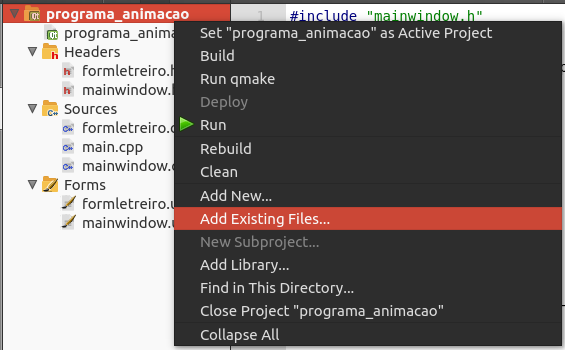 programa_animacao
#include "mainwindow.h"
programa_anima
Headers
formletreiro.h
mainwindow.h
Sources
formletreiro.c
main.cpp
mainwindow.c
Forms
formletreiro.u
mainwindow.u
Set "programa_animacao" as Active Project
Build
Run qmake
Deploy
Run
Rebuild
Clean
Add New...
Add Existing Files...
New Subproject...
Add Library...
Find in This Directory...
Close Project "programa_animacao"
Collapse All
1